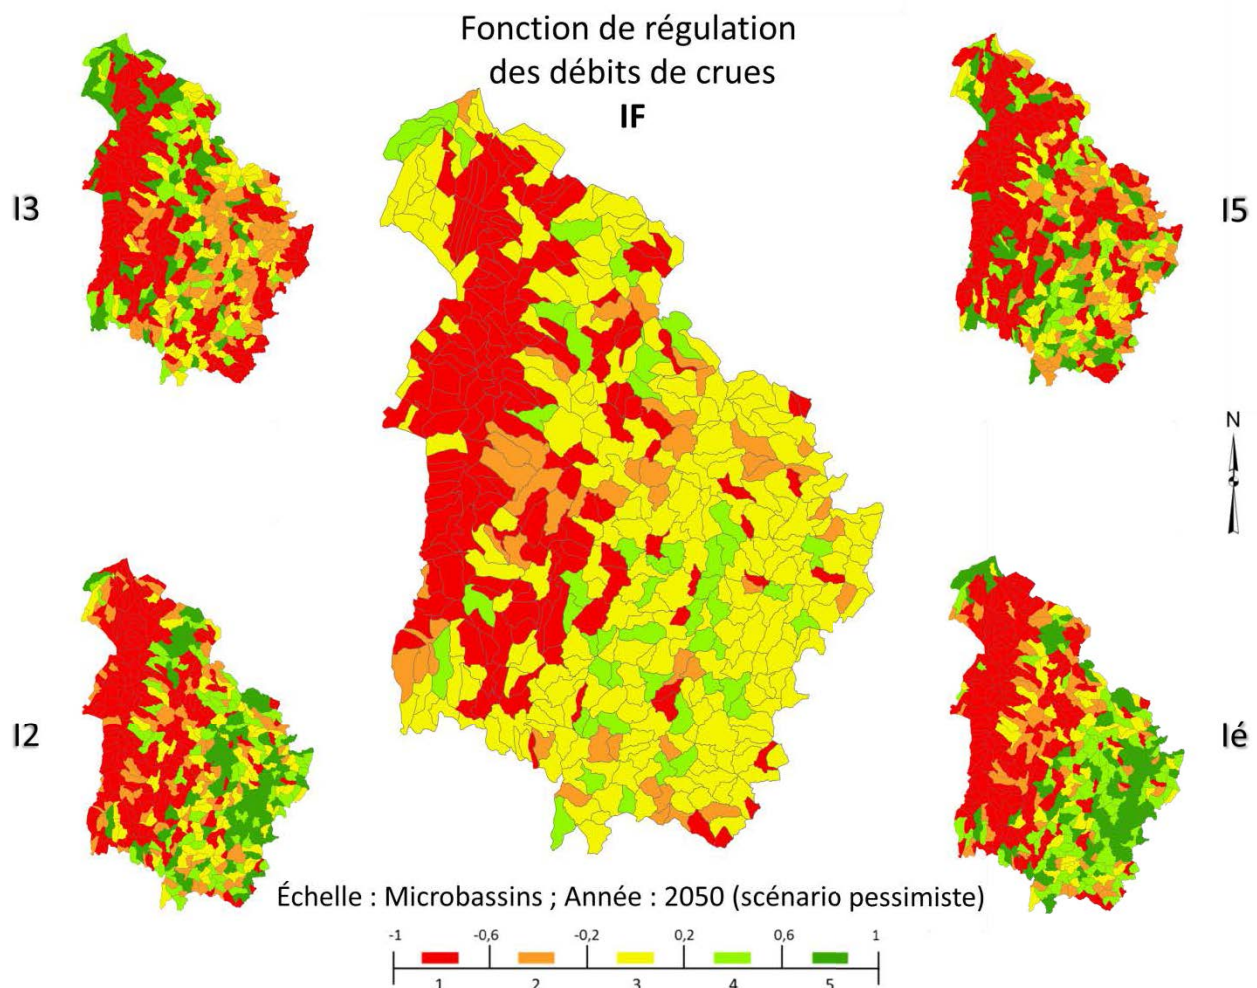 Fonction de régulation
des débits de crues
IF
I3
I5
N
I2
Ié
Échelle : Microbassins ; Année : 2050 (scénario pessimiste)
-1 -0,6 -0,2 0,2 0,6 1
1 2 3 4 5